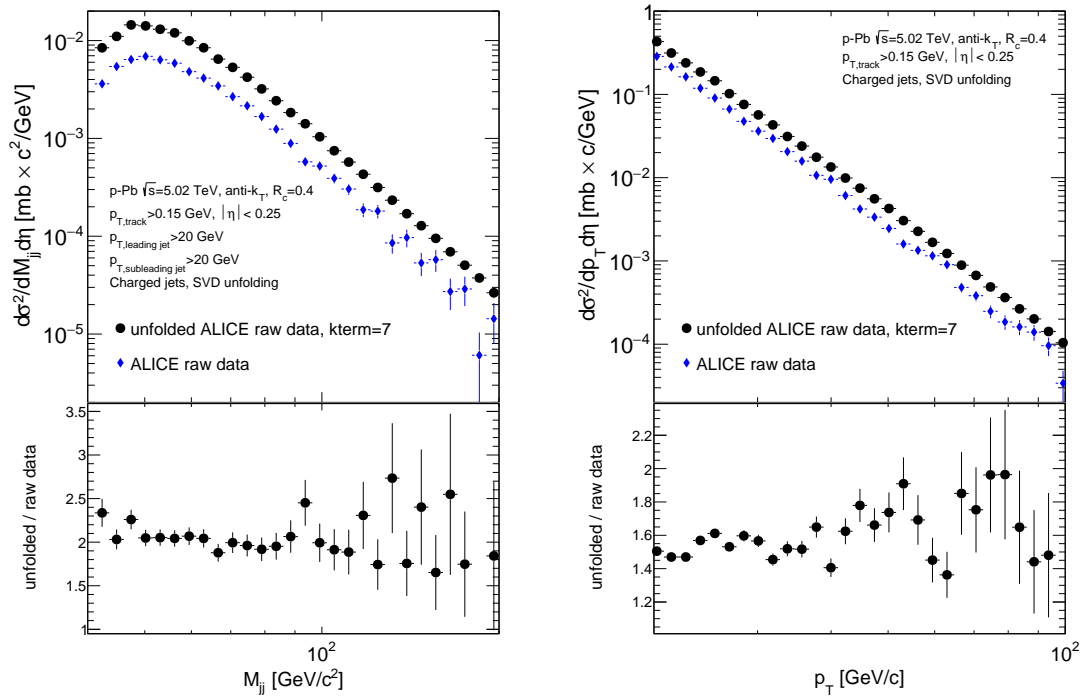 10⁻²
10⁻³
10⁻⁴
10⁻⁵
dσ²/dM_jj dη [mb × c²/GeV]
p-Pb √s=5.02 TeV, anti-k_T, R_c=0.4
p_T,track>0.15 GeV, |η|< 0.25
p_T,leading jet>20 GeV
p_T,subleading jet>20 GeV
Charged jets, SVD unfolding
unfolded ALICE raw data, kterm=7
ALICE raw data
3.5
3
2.5
2
1.5
1
unfolded / raw data
10²
M_jj [GeV/c²]
1
10⁻¹
10⁻²
10⁻³
10⁻⁴
dσ²/dp_T dη [mb × c/GeV]
p-Pb √s=5.02 TeV, anti-k_T, R_c=0.4
p_T,track>0.15 GeV, |η|< 0.25
Charged jets, SVD unfolding
unfolded ALICE raw data, kterm=7
ALICE raw data
2.2
2
1.8
1.6
1.4
1.2
unfolded / raw data
10²
p_T [GeV/c]